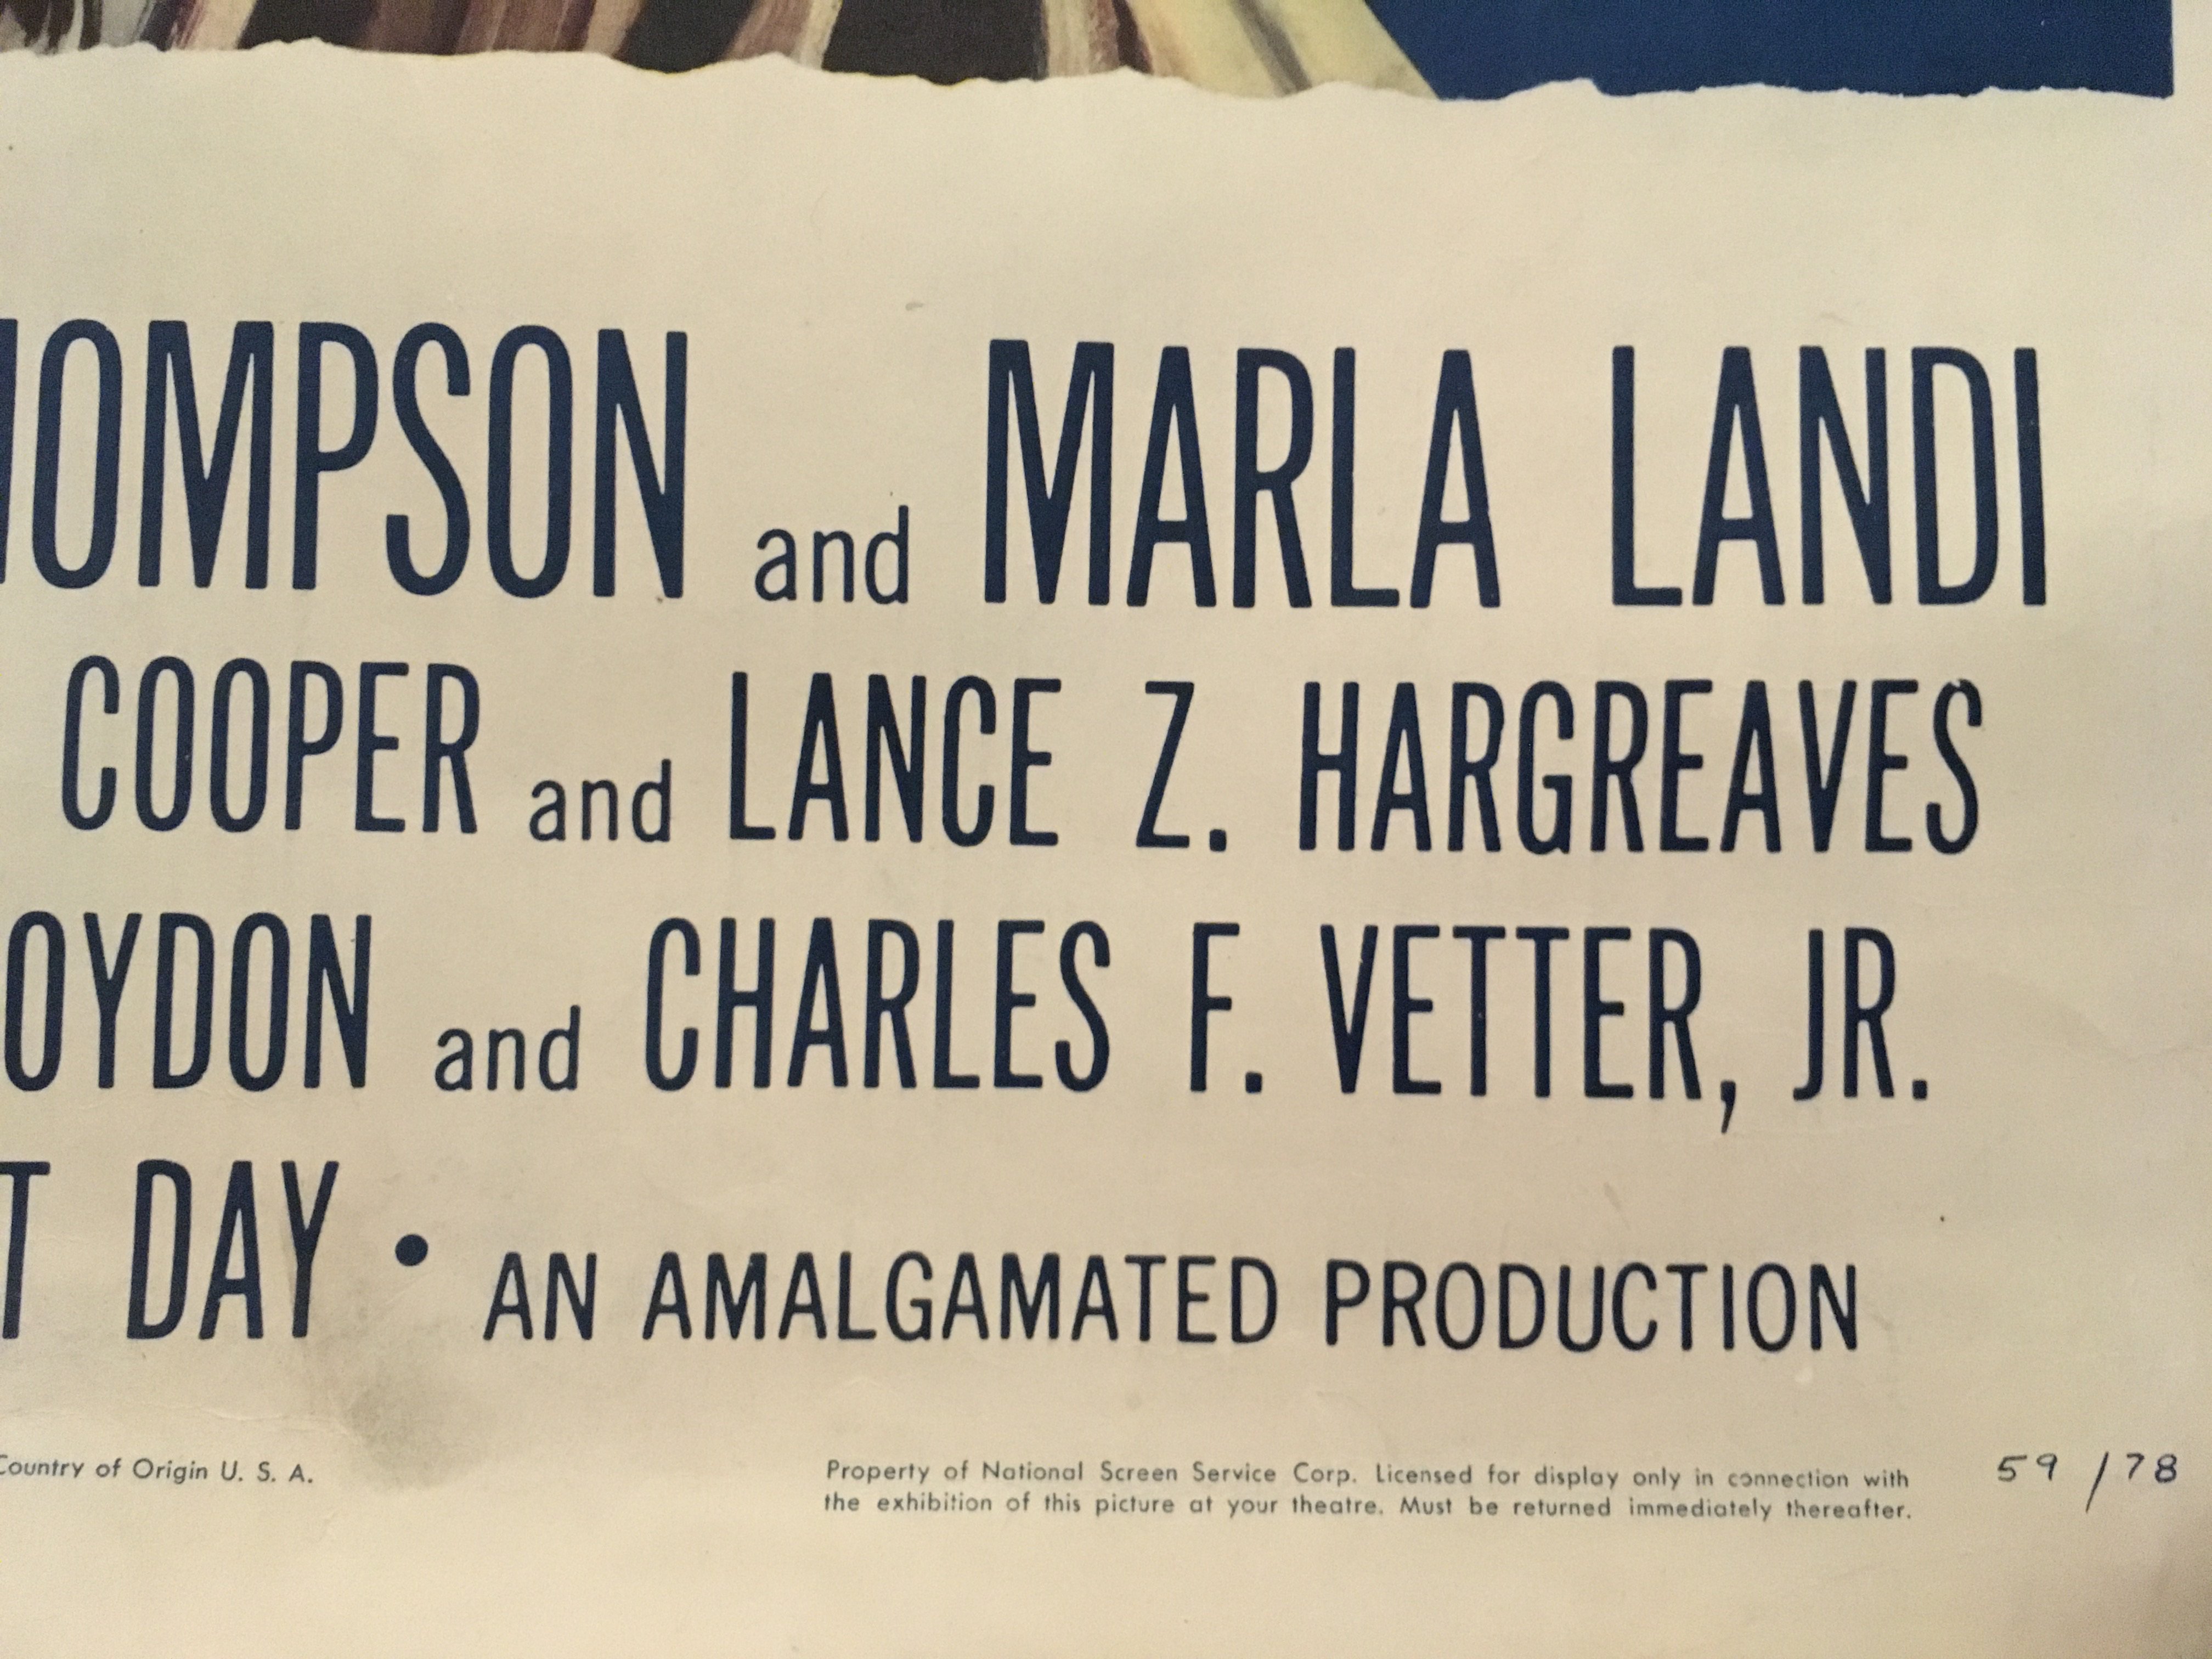 HOMPSON and MARLA LANDI
COOPER and LANCE Z. HARGREAVES
OYDON and CHARLES F. VETTER, JR.
T DAY • AN AMALGAMATED PRODUCTION
Country of Origin U. S. A.
Property of National Screen Service Corp. Licensed for display only in connection with
the exhibition of this picture at your theatre. Must be returned immediately thereafter.
59/78